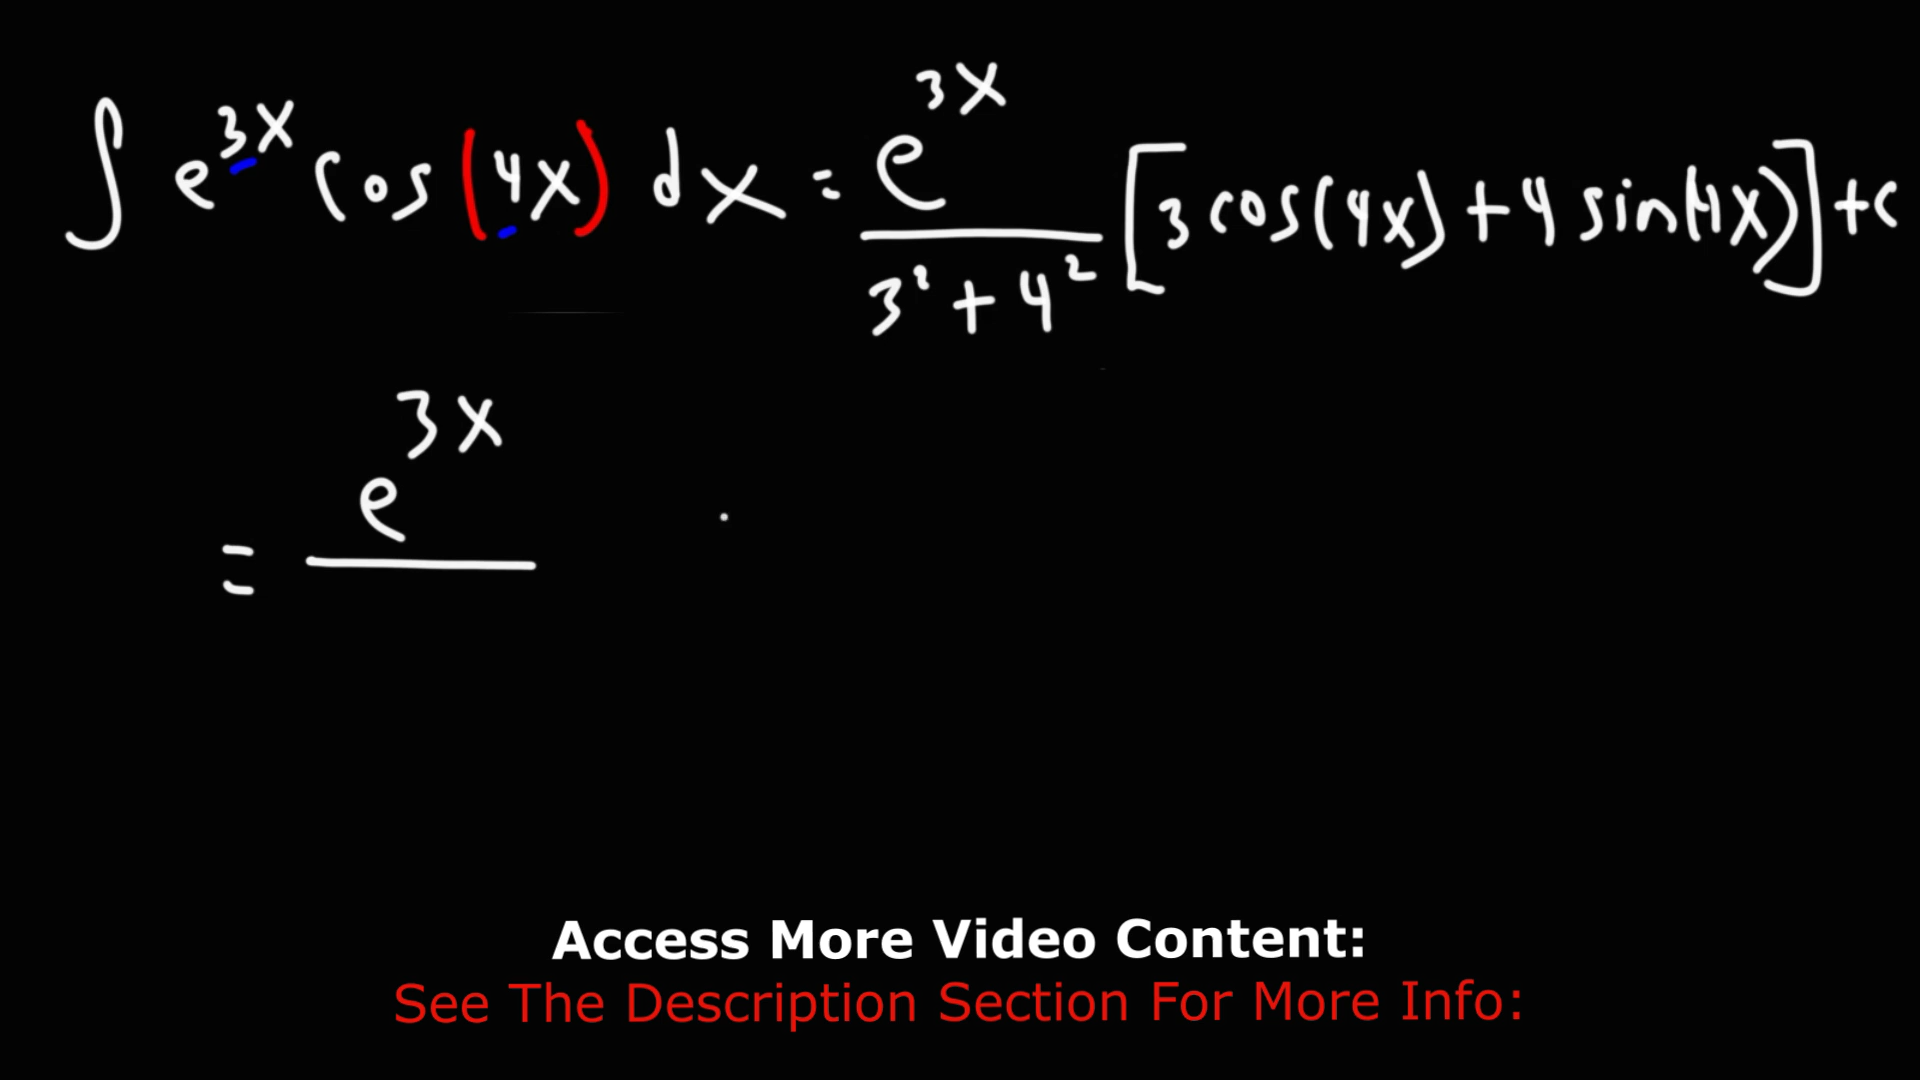 ∫ e^{3x} cos(4x) dx = e^{3x} / (3² + 4²) [3 cos(4x) + 4 sin(4x)] + C
= e^{3x} /
Access More Video Content:
See The Description Section For More Info: